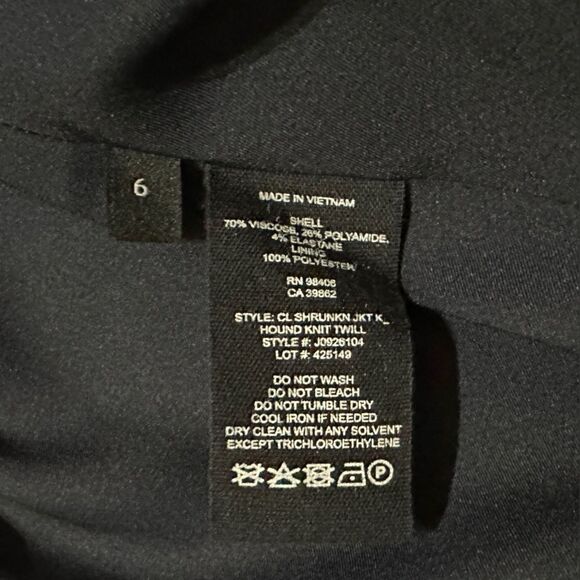 6
MADE IN VIETNAM
SHELL
70% VISCOSE, 26% POLYAMIDE,
4% ELASTANE
LINING
100% POLYESTER
RN 98406
CA 39862
STYLE: CL SHRUNKN JKT K_
HOUND KNIT TWILL
STYLE #: J0926104
LOT #: 425149
DO NOT WASH
DO NOT BLEACH
DO NOT TUMBLE DRY
COOL IRON IF NEEDED
DRY CLEAN WITH ANY SOLVENT
EXCEPT TRICHLOROETHYLENE
P